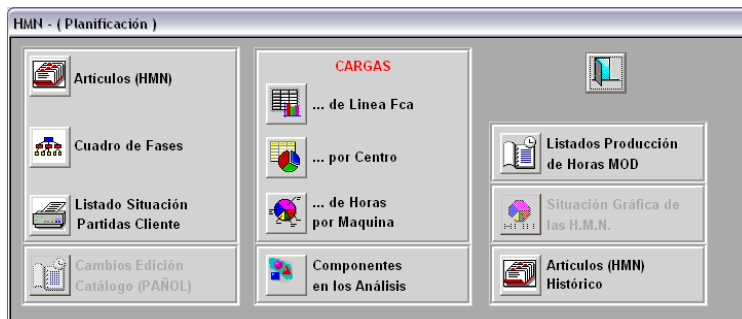 HMN - ( Planificación )
Artículos (HMN)
Cuadro de Fases
Listado Situación
Partidas Cliente
Cambios Edición
Catálogo (PAÑOL)
CARGAS
... de Linea Fca
... por Centro
... de Horas
por Maquina
Componentes
en los Análisis
Listados Producción
de Horas MOD
Situación Gráfica de
las H.M.N.
Artículos (HMN)
Histórico